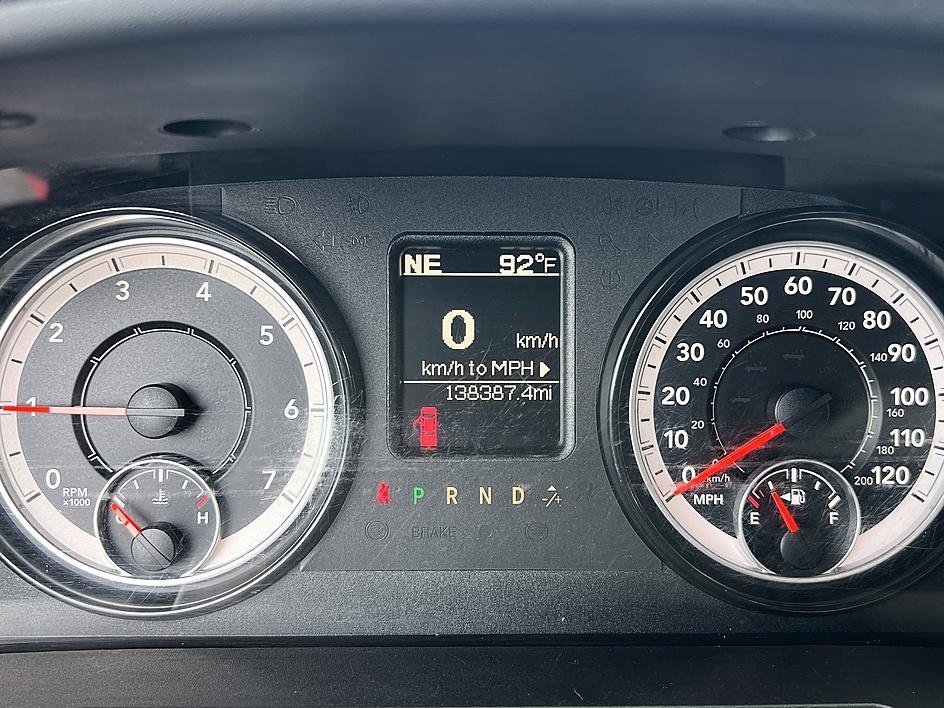 NE 92°F
0 km/h
km/h to MPH
138387.4mi
0 1 2 3 4 5 6 7
RPM
x1000
C H
P R N D -/+
BRAKE
0 10 20 30 40 50 60 70 80 90 100 110 120
20 40 60 80 100 120 140 160 180 200
km/h
MPH
E F